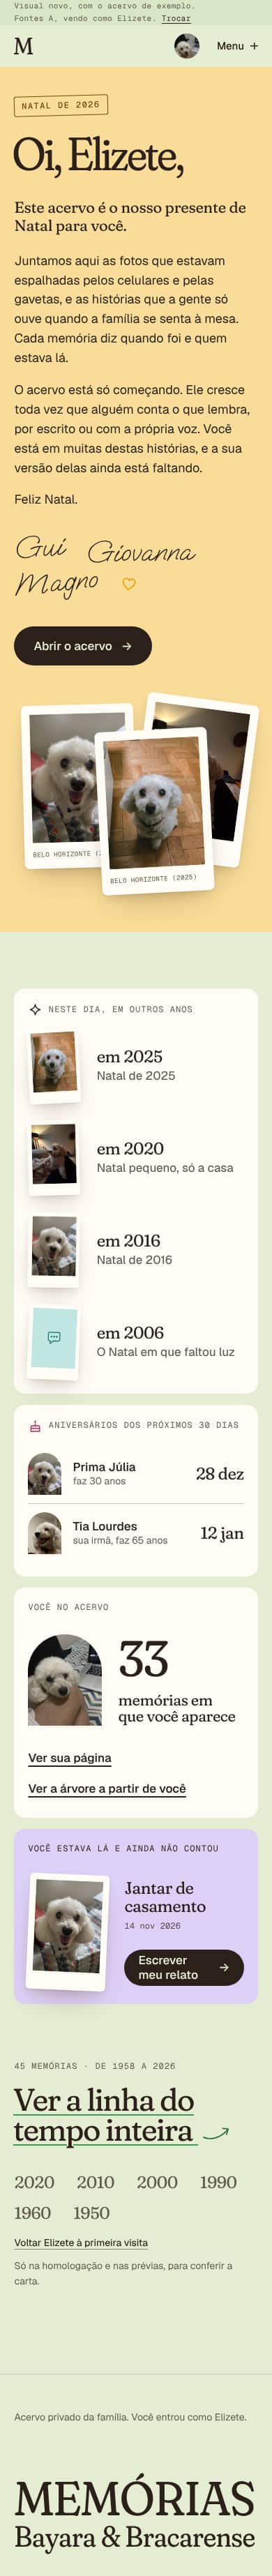 Visual novo, com o acervo de exemplo.
Fontes A, vendo como Elizete. Trocar
M
Menu +
NATAL DE 2026
Oi, Elizete,
Este acervo é o nosso presente de
Natal para você.
Juntamos aqui as fotos que estavam
espalhadas pelos celulares e pelas
gavetas, e as histórias que a gente só
ouve quando a família se senta à mesa.
Cada memória diz quando foi e quem
estava lá.
O acervo está só começando. Ele cresce
toda vez que alguém conta o que lembra,
por escrito ou com a própria voz. Você
está em muitas destas histórias, e a sua
versão delas ainda está faltando.
Feliz Natal.
Gui Giovanna
Magno
Abrir o acervo →
BELO HORIZONTE (2
BELO HORIZONTE (2025)
NESTE DIA, EM OUTROS ANOS
em 2025
Natal de 2025
em 2020
Natal pequeno, só a casa
em 2016
Natal de 2016
em 2006
O Natal em que faltou luz
ANIVERSÁRIOS DOS PRÓXIMOS 30 DIAS
Prima Júlia
faz 30 anos
28 dez
Tia Lourdes
sua irmã, faz 65 anos
12 jan
VOCÊ NO ACERVO
33
memórias em
que você aparece
Ver sua página
Ver a árvore a partir de você
VOCÊ ESTAVA LÁ E AINDA NÃO CONTOU
Jantar de
casamento
14 nov 2026
Escrever
meu relato →
45 MEMÓRIAS · DE 1958 A 2026
Ver a linha do
tempo inteira
2020 2010 2000 1990
1960 1950
Voltar Elizete à primeira visita
Só na homologação e nas prévias, para conferir a
carta.
Acervo privado da família. Você entrou como Elizete.
MEMÓRIAS
Bayara & Bracarense